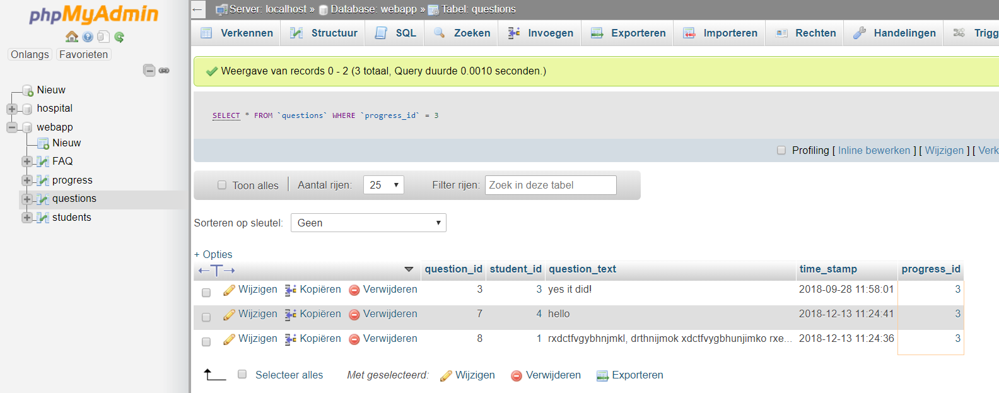 phpMyAdmin
Onlangs Favorieten
Nieuw
hospital
webapp
Nieuw
FAQ
progress
questions
students
← Server: localhost » Database: webapp » Tabel: questions
Verkennen Structuur SQL Zoeken Invoegen Exporteren Importeren Rechten Handelingen Trigg
Weergave van records 0 - 2 (3 totaal, Query duurde 0.0010 seconden.)
SELECT * FROM `questions` WHERE `progress_id` = 3
Profiling [ Inline bewerken ] [ Wijzigen ] [ Verk
Toon alles Aantal rijen: 25 Filter rijen: Zoek in deze tabel
Sorteren op sleutel: Geen
+ Opties
←T→ question_id student_id question_text time_stamp progress_id
Wijzigen Kopiëren Verwijderen 3 3 yes it did! 2018-09-28 11:58:01 3
Wijzigen Kopiëren Verwijderen 7 4 hello 2018-12-13 11:24:41 3
Wijzigen Kopiëren Verwijderen 8 1 rxdctfvgybhnjmkl, drthnijmok xdctfvygbhunjimko rxe... 2018-12-13 11:24:36 3
Selecteer alles Met geselecteerd: Wijzigen Verwijderen Exporteren